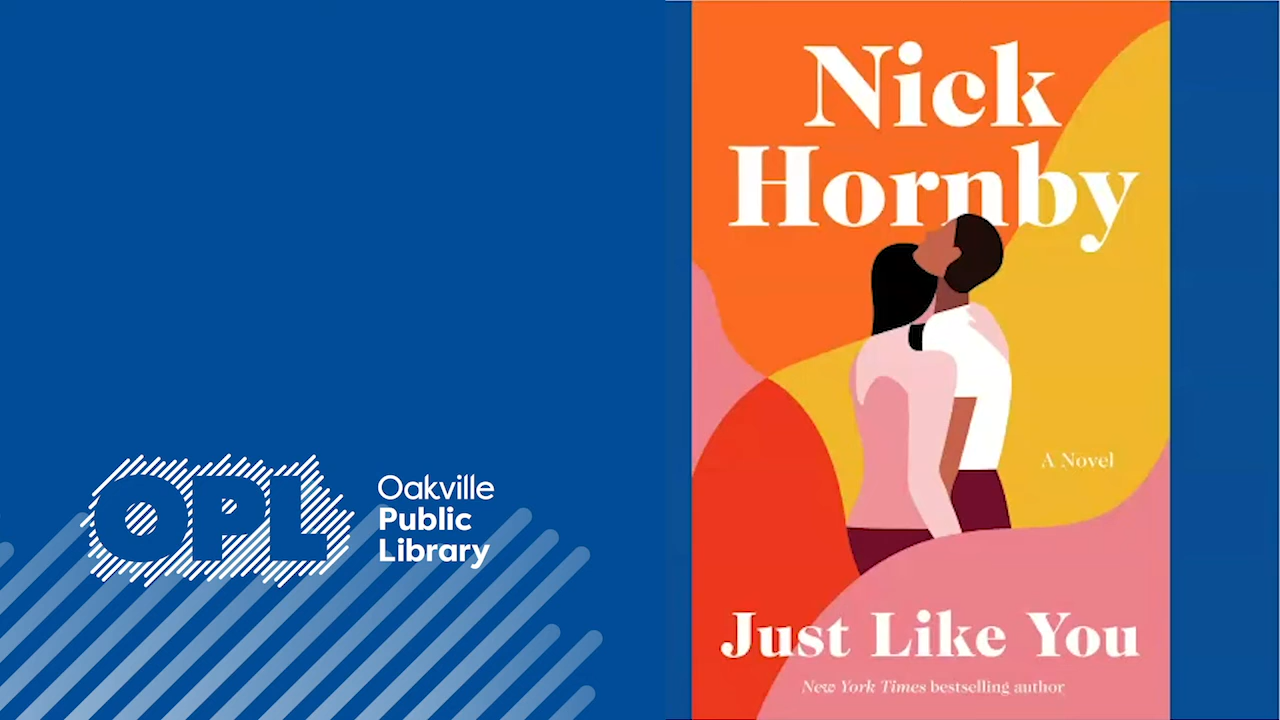 OPL
Oakville
Public
Library
Nick
Hornby
A Novel
Just Like You
New York Times bestselling author